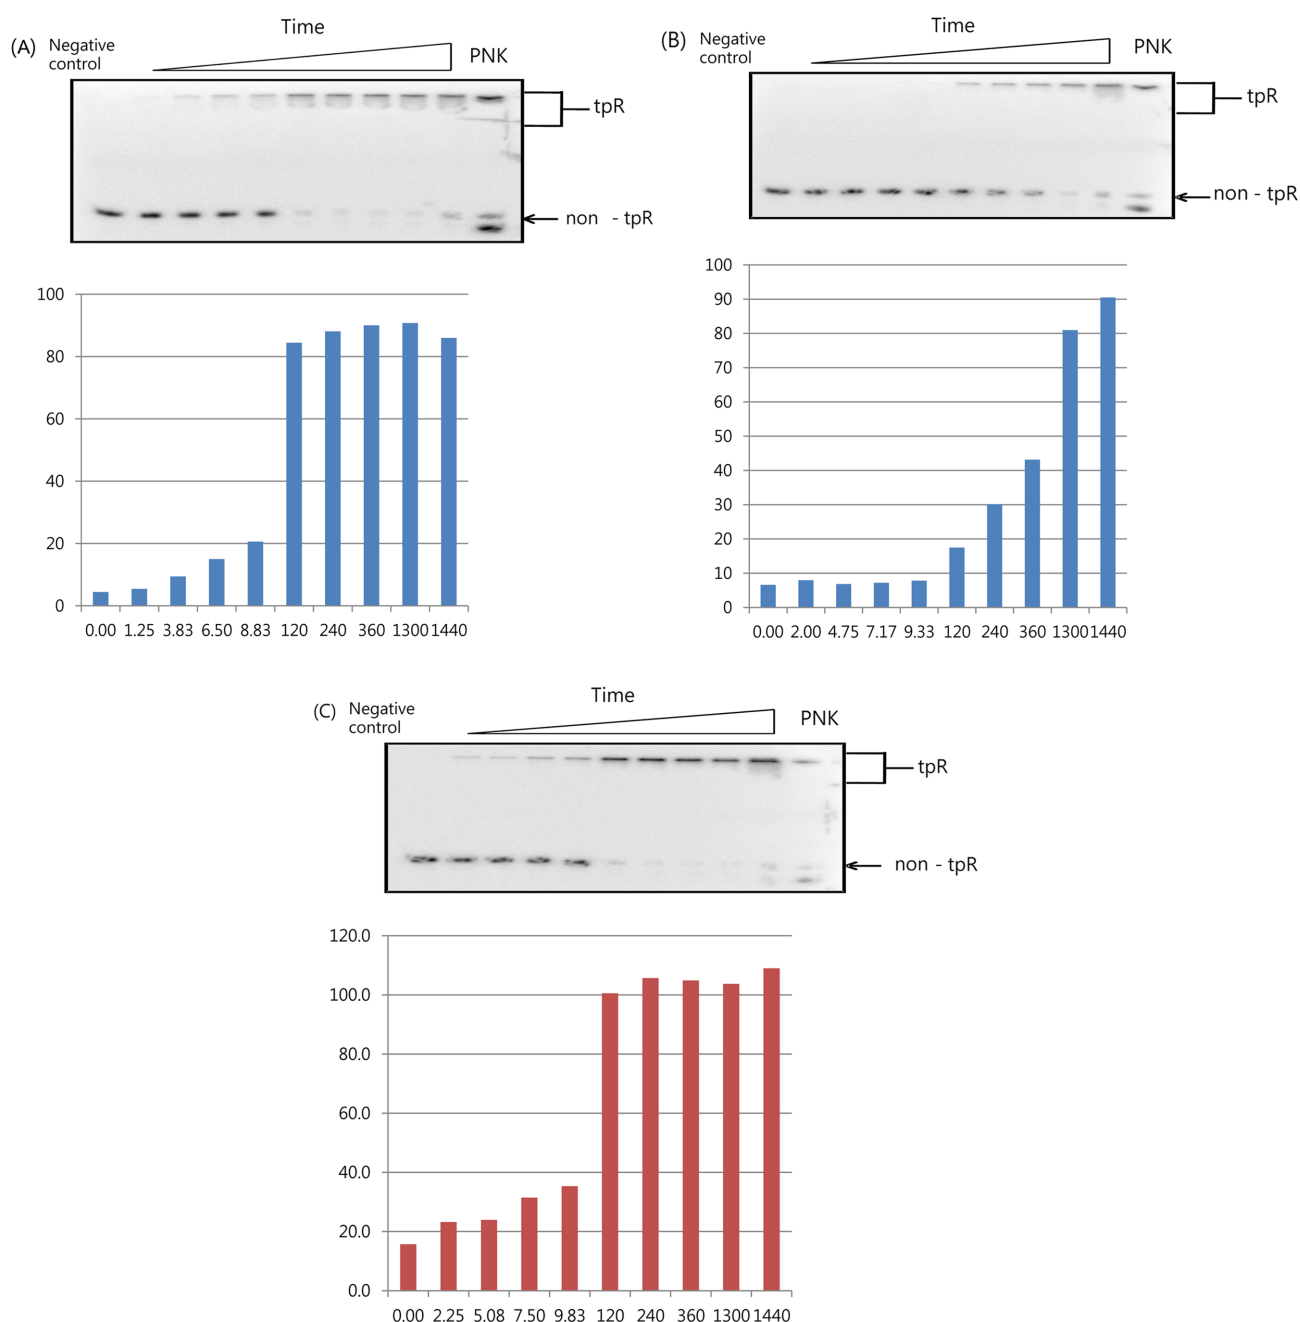 (A)
Negative
control
Time
PNK
tpR
non - tpR
100
80
60
40
20
0
0.00 1.25 3.83 6.50 8.83 120 240 360 1300 1440
(B)
Negative
control
Time
PNK
tpR
non - tpR
100
90
80
70
60
50
40
30
20
10
0
0.00 2.00 4.75 7.17 9.33 120 240 360 1300 1440
(C)
Negative
control
Time
PNK
tpR
non - tpR
120.0
100.0
80.0
60.0
40.0
20.0
0.0
0.00 2.25 5.08 7.50 9.83 120 240 360 1300 1440